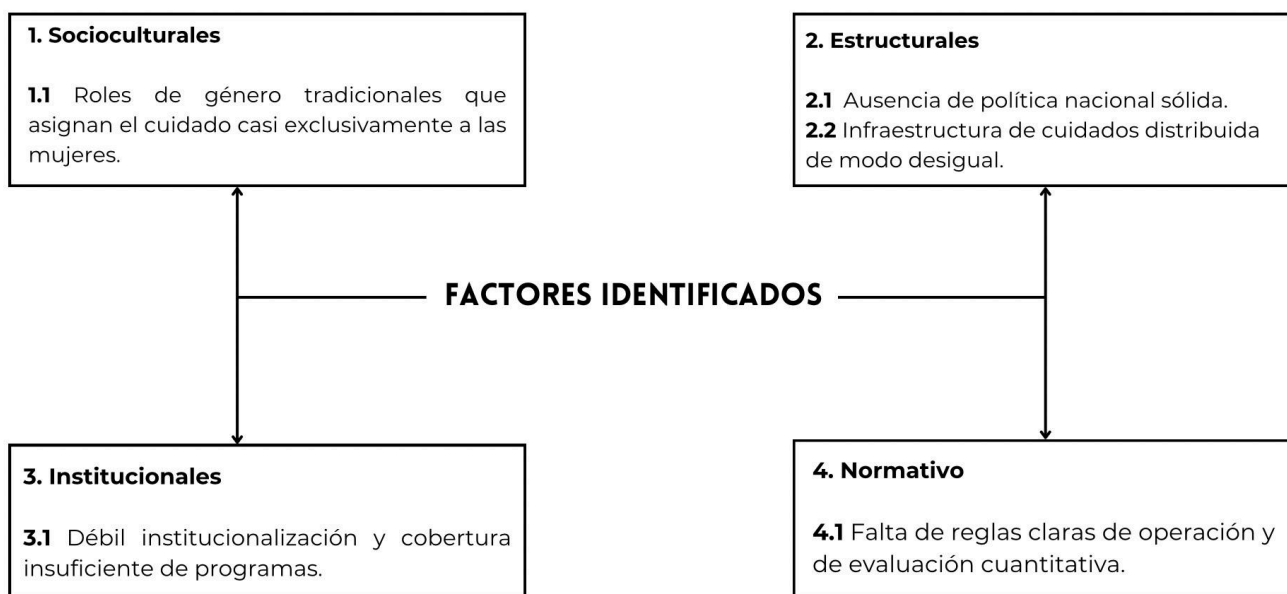 1. Socioculturales
1.1 Roles de género tradicionales que
asignan el cuidado casi exclusivamente a las
mujeres.
2. Estructurales
2.1 Ausencia de política nacional sólida.
2.2 Infraestructura de cuidados distribuida
de modo desigual.
FACTORES IDENTIFICADOS
3. Institucionales
3.1 Débil institucionalización y cobertura
insuficiente de programas.
4. Normativo
4.1 Falta de reglas claras de operación y
de evaluación cuantitativa.